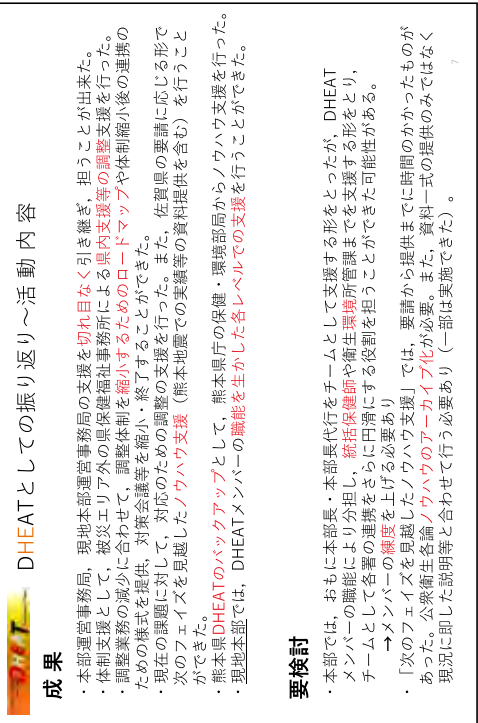 DHEAT
DHEATとしての振り返り～活動内容
成果
・本部運営事務局，現地本部運営事務局の支援を切れ目なく引き継ぎ，担うことが出来た。
・体制支援として，被災エリア外の県保健福祉事務所による県内支援等の調整支援を行った。
・調整業務の減少に合わせて，調整体制を縮小するためのロードマップや体制縮小後の連携の
ための様式を提供，対策会議等を縮小・終了することができた。
・現在の課題に対して，対応のための調整の支援を行った。また，佐賀県の要請に応じる形で
次のフェイズを見越したノウハウ支援（熊本地震での実績等の資料提供を含む）を行うこと
ができた。
・熊本県DHEATのバックアップとして，熊本県庁の保健・環境部局からノウハウ支援を行った。
・現地本部では，DHEATメンバーの職能を生かした各レベルでの支援を行うことができた。
要検討
・本部では，おもに本部長・本部長代行をチームとして支援する形をとったが，DHEAT
メンバーの職能により分担し，統括保健師や衛生環境所管課までを支援する形をとり，
チームとして各署の連携をさらに円滑にする役割を担うことができた可能性がある。
→メンバーの練度を上げる必要あり
・「次のフェイズを見越したノウハウ支援」では，要請から提供までに時間のかかったものが
あった。公衆衛生各論ノウハウのアーカイブ化が必要。また，資料一式の提供のみではなく
現況に即した説明等と合わせて行う必要あり（一部は実施できた）。
7